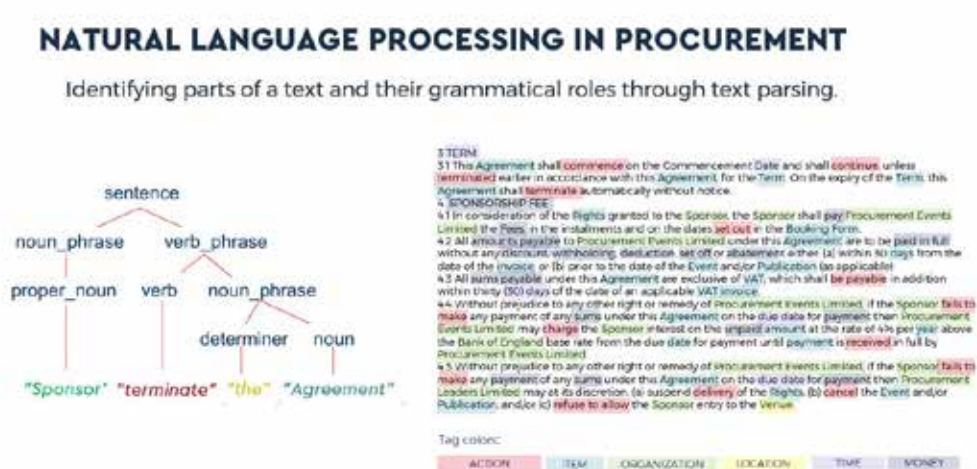 NATURAL LANGUAGE PROCESSING IN PROCUREMENT
Identifying parts of a text and their grammatical roles through text parsing.
sentence
noun_phrase verb_phrase
proper_noun verb noun_phrase
determiner noun
"Sponsor" "terminate" "the" "Agreement"
3 TERM
3.1 This Agreement shall commence on the Commencement Date and shall continue, unless
terminated earlier in accordance with this Agreement, for the Term. On the expiry of the Term, this
Agreement shall terminate automatically without notice.
4. SPONSORSHIP FEE
4.1 In consideration of the Rights granted to the Sponsor, the Sponsor shall pay Procurement Events
Limited the Fees, in the instalments and on the dates set out in the Booking Form.
4.2 All amounts payable to Procurement Events Limited under this Agreement are to be paid in full
without any discount, withholding, deduction, set off or abatement either (a) within 30 days from the
date of the invoice or (b) prior to the date of the Event and/or Publication (as applicable)
4.3 All sums payable under this Agreement are exclusive of VAT, which shall be payable in addition
within thirty (30) days of the date of an applicable VAT invoice.
4.4 Without prejudice to any other right or remedy of Procurement Events Limited, if the Sponsor fails to
make any payment of any sums under this Agreement on the due date for payment then Procurement
Events Limited may charge the Sponsor interest on the unpaid amount at the rate of 4% per year above
the Bank of England base rate from the due date for payment until payment is received in full by
Procurement Events Limited
4.5 Without prejudice to any other right or remedy of Procurement Events Limited, if the Sponsor fails to
make any payment of any sums under this Agreement on the due date for payment then Procurement
Leaders Limited may at its discretion: (a) suspend delivery of the Rights, (b) cancel the Event and/or
Publication, and/or (c) refuse to allow the Sponsor entry to the Venue.
Tag colors:
ACTION ITEM ORGANIZATION LOCATION TIME MONEY